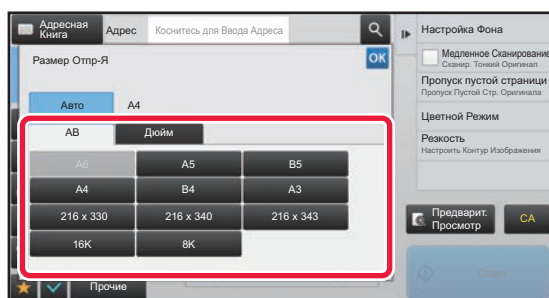 Адресная
Книга
Адрес
Коснитесь для Ввода Адреса
Настройка Фона
Размер Отпр-Я
OK
Медленное Сканирование
Сканир. Тонкий Оригинал
Пропуск пустой страници
Пропуск Пустой Стр. Оригинала
Авто
A4
Цветной Режим
AB
Дюйм
Резкость
Настроить Контур Изображения
A6
A5
B5
A4
B4
A3
216 x 330
216 x 340
216 x 343
Предварит.
Просмотр
CA
16K
8K
Старт
Прочие